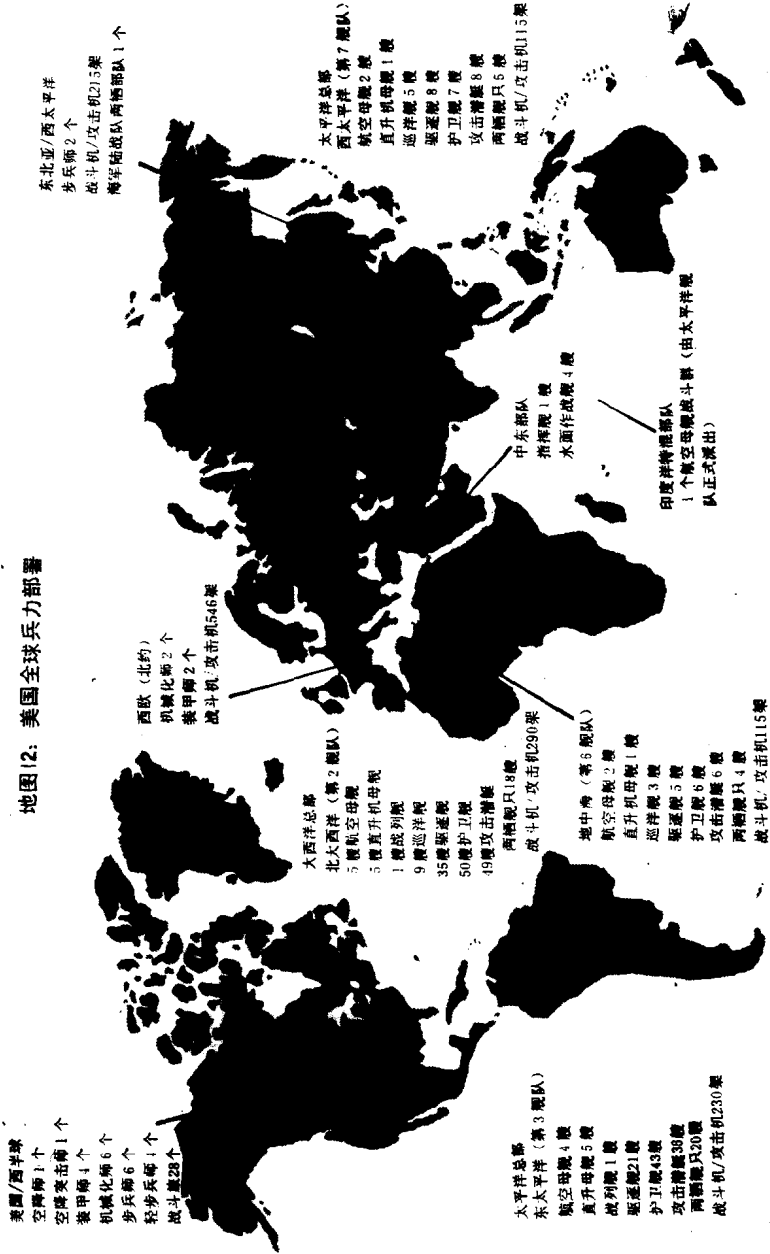 地图12：美国全球兵力部署
美国/西半球
空降师1个
空降突击师1个
装甲师4个
机械化师6个
步兵师6个
轻步兵师1个
战斗联28个
太平洋总部
东太平洋（第3舰队）
航空母舰4艘
直升母舰5艘
战列舰1艘
驱逐舰21艘
护卫舰43艘
攻击潜艇38艘
两栖舰只20艘
战斗机/攻击机230架
大西洋总部
北大西洋（第2舰队）
5艘航空母舰
5艘直升机母舰
1艘战列舰
9艘巡洋舰
35艘驱逐舰
50艘护卫舰
49艘攻击潜艇
两栖舰只18艘
战斗机/攻击机290架
西欧（北约）
机械化师2个
装甲师2个
战斗机/攻击机546架
地中海（第6舰队）
航空母舰2艘
直升机母舰1艘
巡洋舰3艘
驱逐舰5艘
护卫舰6艘
攻击潜艇6艘
两栖舰只4艘
战斗机/攻击机115架
中东部队
指挥舰1艘
水面作战舰4艘
印度洋特混部队
1个航空母舰战斗群（由太平洋舰
队正式派出）
东北亚/西太平洋
步兵师2个
战斗机/攻击机215架
海军陆战队两栖部队1个
太平洋总部
西太平洋（第7舰队）
航空母舰2艘
直升机母舰1艘
巡洋舰5艘
驱逐舰8艘
护卫舰7艘
攻击潜艇8艘
两栖舰只5艘
战斗机/攻击机115架